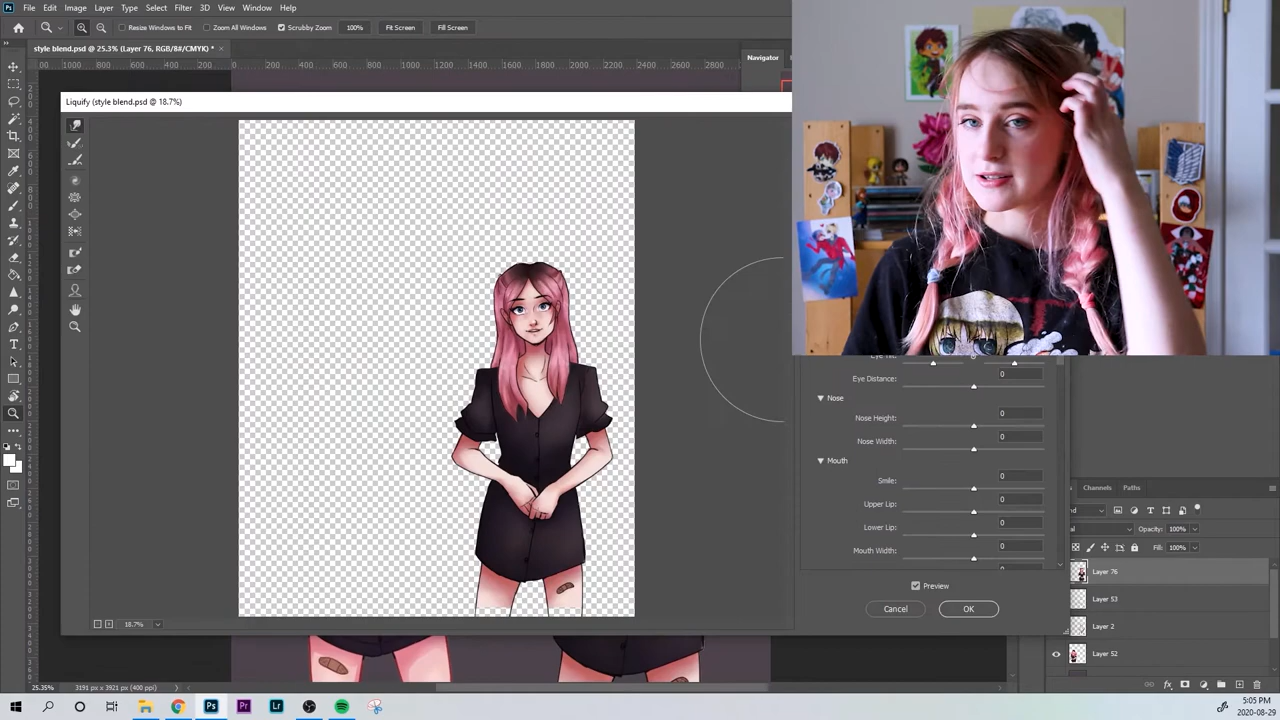 Ps File Edit Image Layer Type Select Filter 3D View Window Help
Resize Windows to Fit Zoom All Windows Scrubby Zoom 100% Fit Screen Fill Screen
style blend.psd @ 25.3% (Layer 76, RGB/8#/CMYK) *
Navigator
Liquify (style blend.psd @ 18.7%)
Eye Distance: 0
Nose
Nose Height: 0
Nose Width: 0
Mouth
Smile: 0
Upper Lip: 0
Lower Lip: 0
Mouth Width: 0
Preview
Cancel OK
18.7%
Channels Paths
Opacity: 100%
Fill: 100%
Layer 76
Layer 53
Layer 2
Layer 52
25.35% 3191 px x 3921 px (400 ppi)
Ps Pr Lr
5:05 PM
2020-08-29